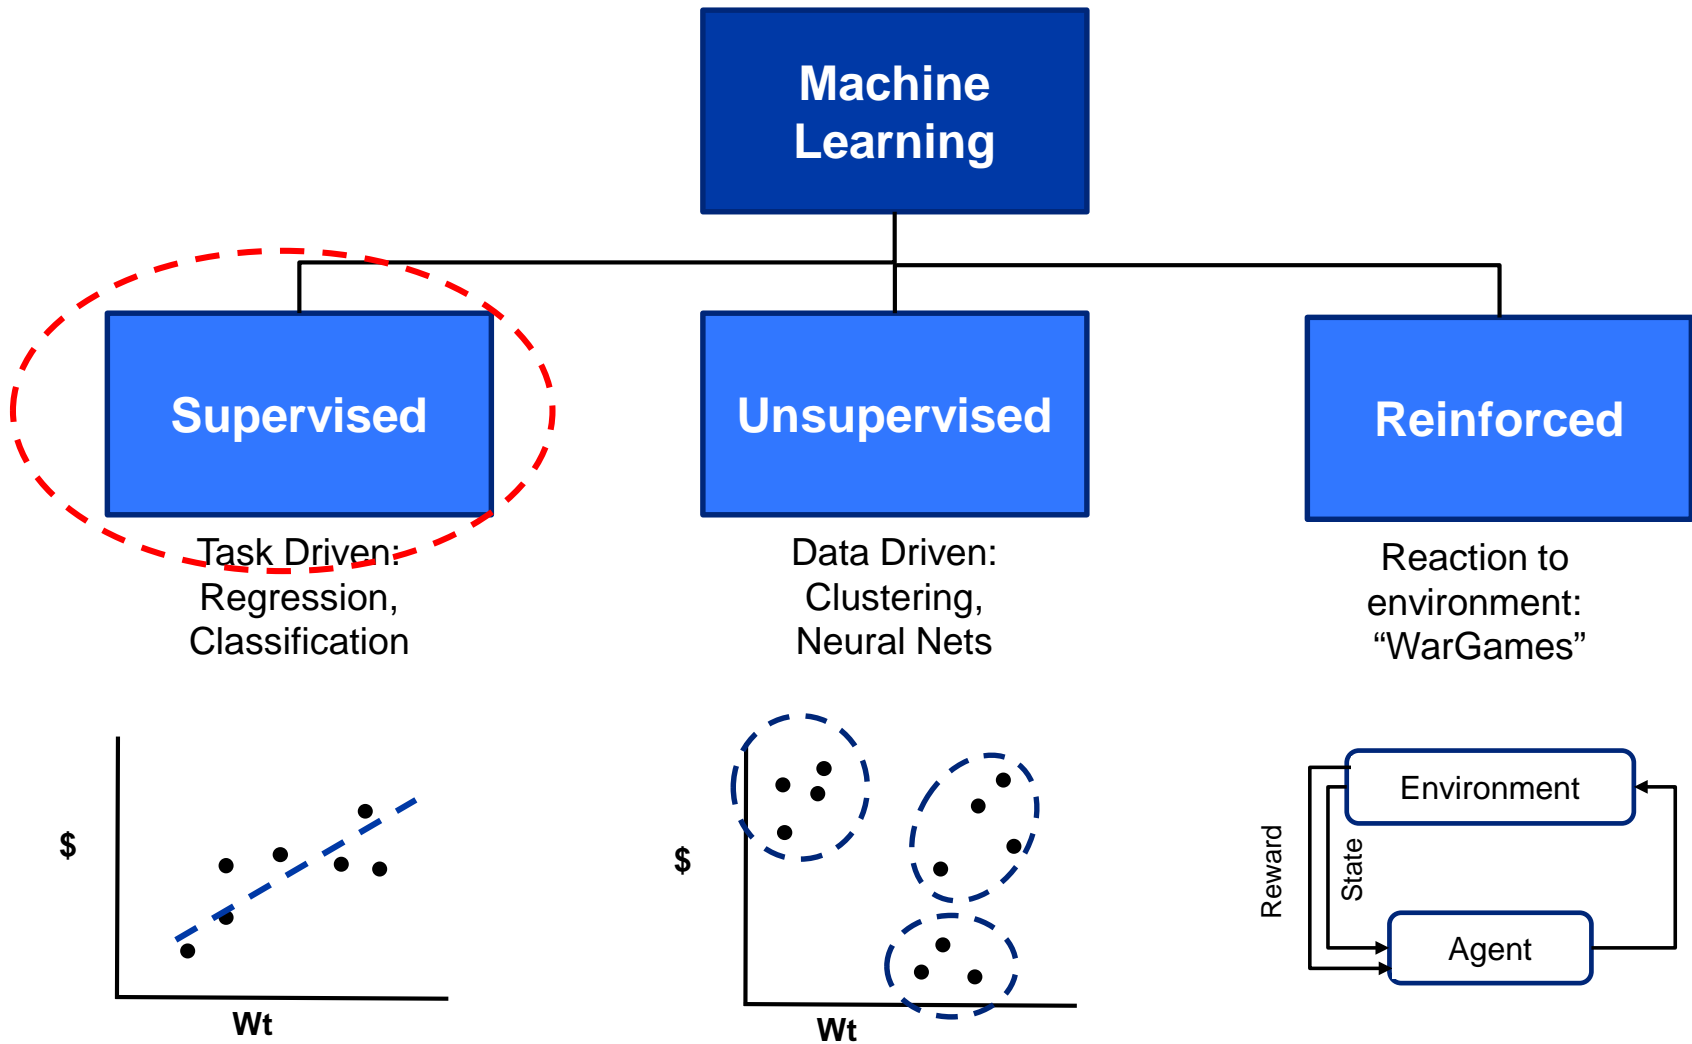 Machine
Learning
Supervised
Unsupervised
Reinforced
Task Driven:
Regression,
Classification
Data Driven:
Clustering,
Neural Nets
Reaction to
environment:
“WarGames”
$
Wt
$
Wt
Environment
Reward
State
Agent